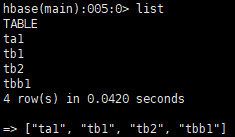 hbase(main):005:0> list
TABLE
ta1
tb1
tb2
tbb1
4 row(s) in 0.0420 seconds
=> ["ta1", "tb1", "tb2", "tbb1"]